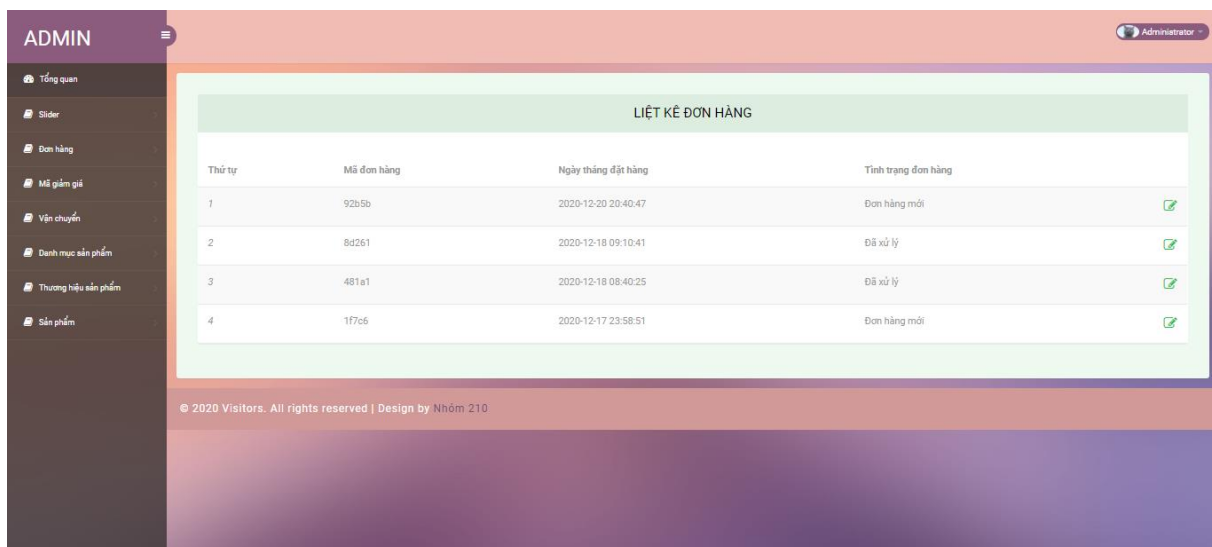 ADMIN
Administrator
Tổng quan
Slider
Đơn hàng
Mã giảm giá
Vận chuyển
Danh mục sản phẩm
Thương hiệu sản phẩm
Sản phẩm
LIỆT KÊ ĐƠN HÀNG
Thứ tự Mã đơn hàng Ngày tháng đặt hàng Tình trạng đơn hàng
1 92b5b 2020-12-20 20:40:47 Đơn hàng mới
2 8d261 2020-12-18 09:10:41 Đã xử lý
3 481a1 2020-12-18 08:40:25 Đã xử lý
4 1f7c6 2020-12-17 23:58:51 Đơn hàng mới
© 2020 Visitors. All rights reserved | Design by Nhóm 210